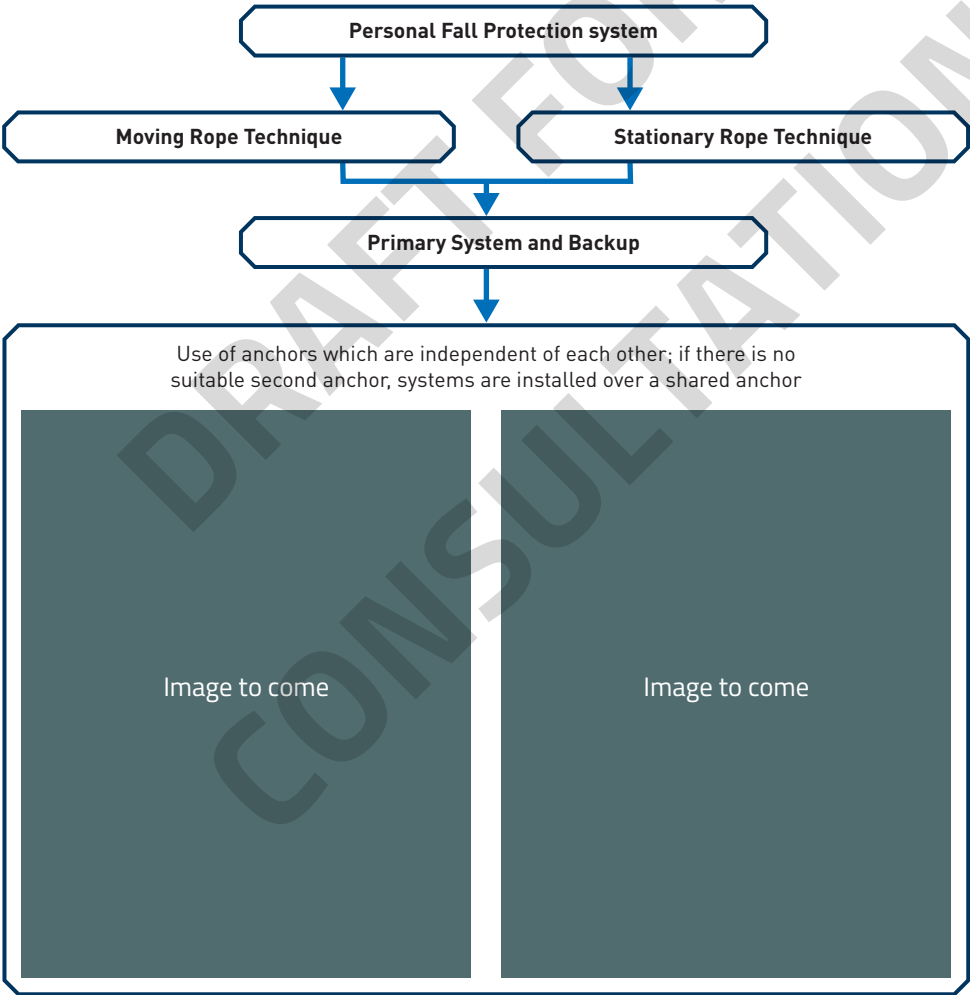 Personal Fall Protection system
Moving Rope Technique
Stationary Rope Technique
Primary System and Backup
Use of anchors which are independent of each other; if there is no
suitable second anchor, systems are installed over a shared anchor
Image to come
Image to come
DRAFT FOR
CONSULTATION